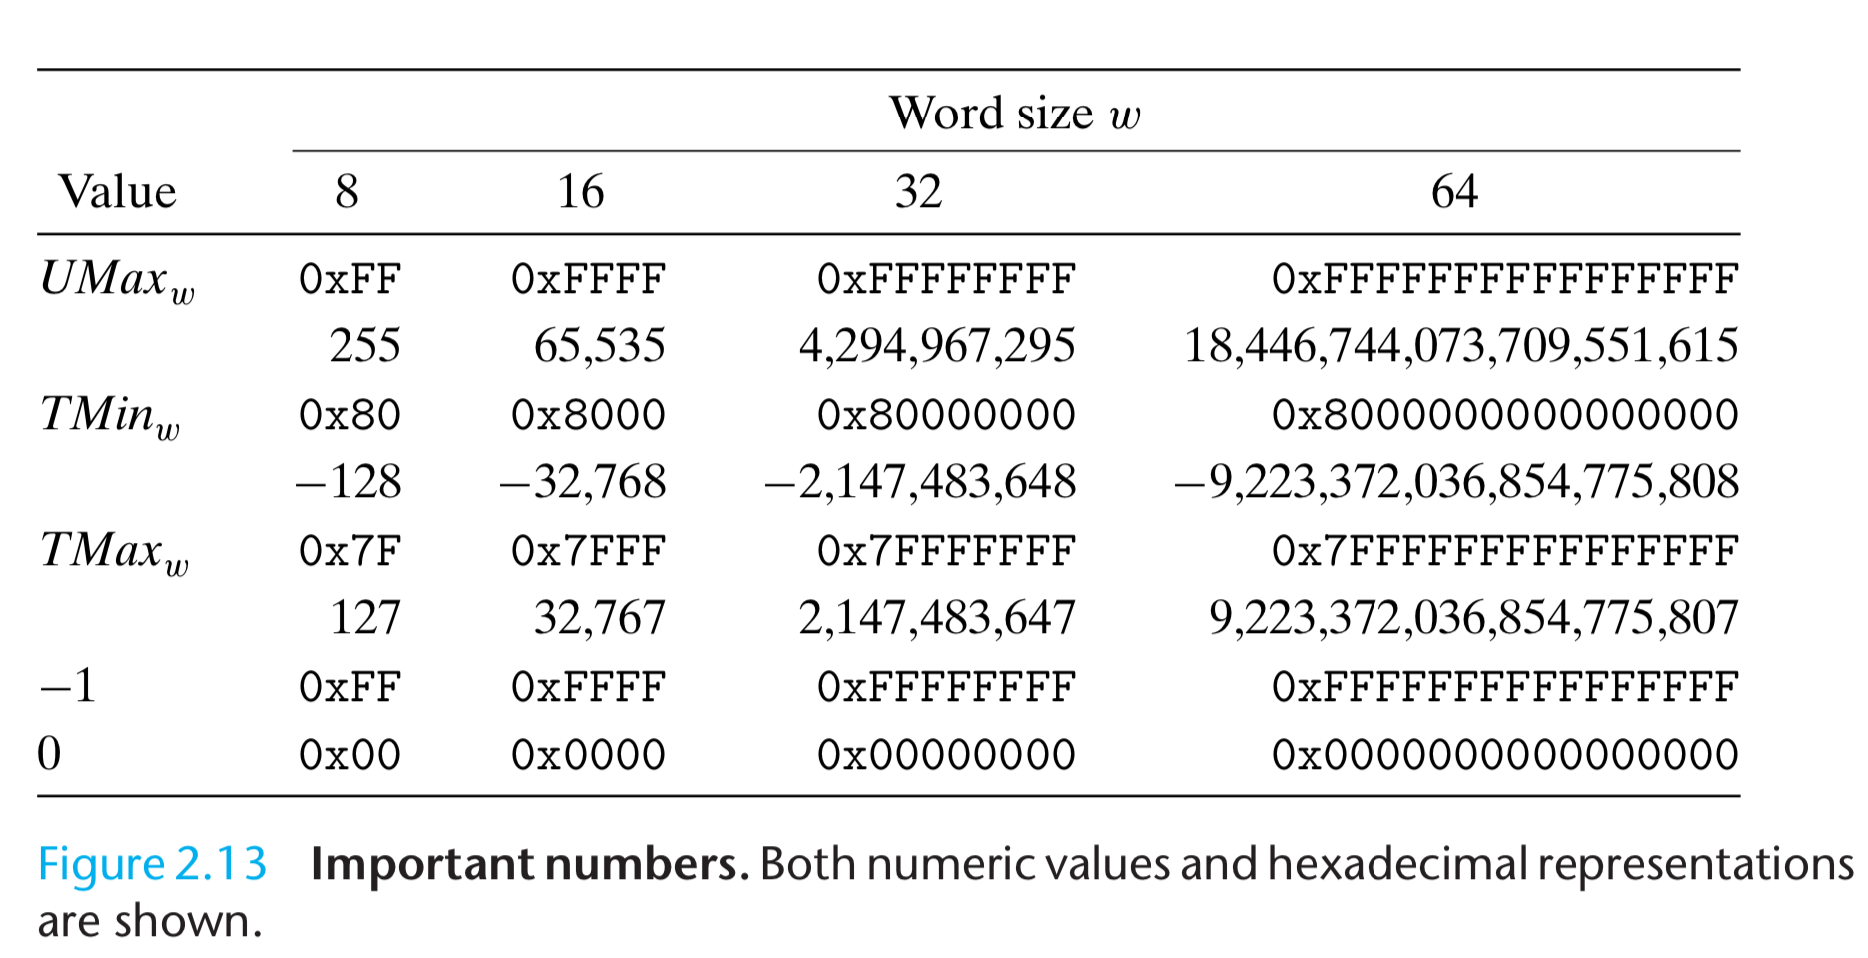 Word size w
Value 8 16 32 64
UMaxw 0xFF 0xFFFF 0xFFFFFFFF 0xFFFFFFFFFFFFFFFF
255 65,535 4,294,967,295 18,446,744,073,709,551,615
TMinw 0x80 0x8000 0x80000000 0x8000000000000000
−128 −32,768 −2,147,483,648 −9,223,372,036,854,775,808
TMaxw 0x7F 0x7FFF 0x7FFFFFFF 0x7FFFFFFFFFFFFFFF
127 32,767 2,147,483,647 9,223,372,036,854,775,807
−1 0xFF 0xFFFF 0xFFFFFFFF 0xFFFFFFFFFFFFFFFF
0 0x00 0x0000 0x00000000 0x0000000000000000
Figure 2.13 Important numbers. Both numeric values and hexadecimal representations
are shown.